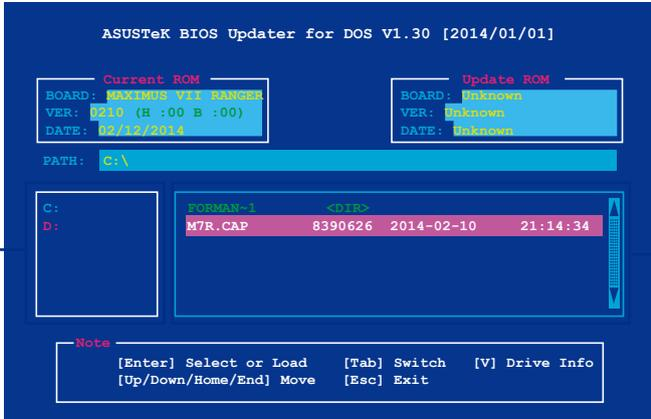 ASUSTeK BIOS Updater for DOS V1.30 [2014/01/01]
Current ROM
BOARD: MAXIMUS VII RANGER
VER: 0210 (H :00 B :00)
DATE: 02/12/2014
Update ROM
BOARD: Unknown
VER: Unknown
DATE: Unknown
PATH: C:\
C:
D:
FORMAN~1 <DIR>
M7R.CAP 8390626 2014-02-10 21:14:34
Note
[Enter] Select or Load [Tab] Switch [V] Drive Info
[Up/Down/Home/End] Move [Esc] Exit